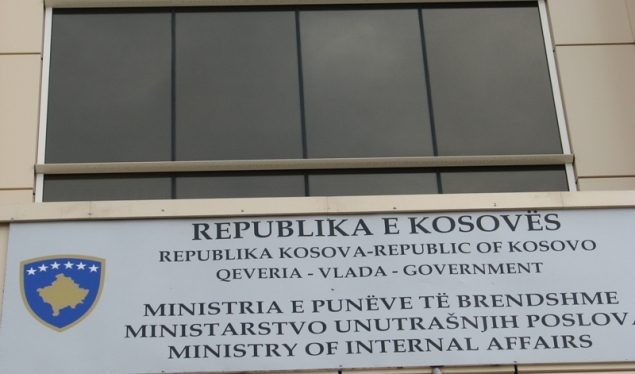 REPUBLIKA E KOSOVËS
REPUBLIKA KOSOVA-REPUBLIC OF KOSOVO
QEVERIA - VLADA - GOVERNMENT
MINISTRIA E PUNËVE TË BRENDSHME
MINISTARSTVO UNUTRAŠNJIH POSLOVA
MINISTRY OF INTERNAL AFFAIRS